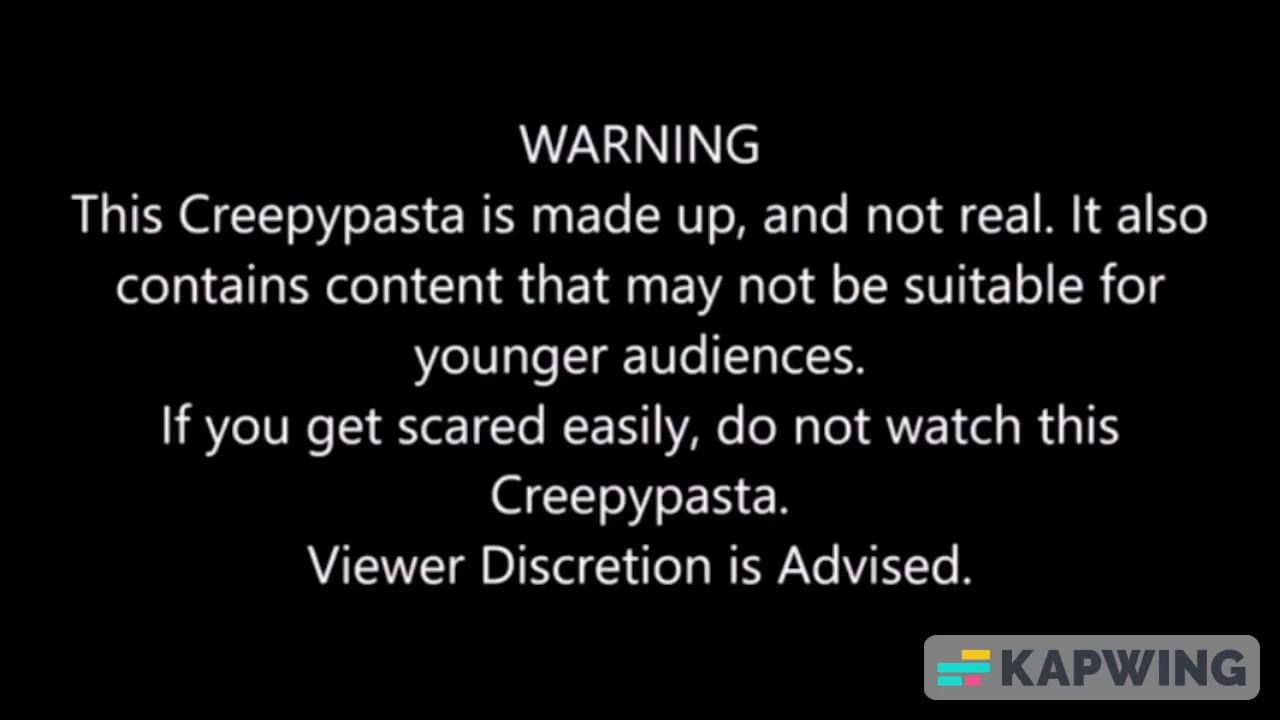 WARNING
This Creepypasta is made up, and not real. It also
contains content that may not be suitable for
younger audiences.
If you get scared easily, do not watch this
Creepypasta.
Viewer Discretion is Advised.
KAPWING